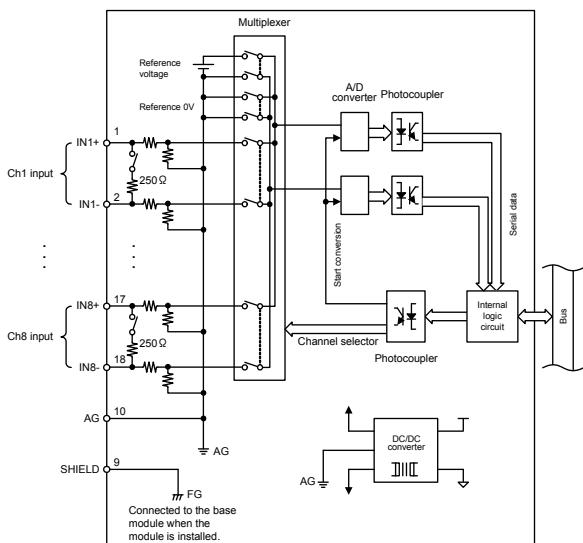 Multiplexer
Reference
voltage
Reference 0V
A/D
converter
Photocoupler
IN1+
1
Ch1 input
250Ω
IN1-
2
Start conversion
Serial data
IN8+
17
Ch8 input
250Ω
IN8-
18
Channel selector
Photocoupler
Internal
logic
circuit
Bus
AG
10
AG
SHIELD
9
FG
Connected to the base
module when the
module is installed.
DC/DC
converter
AG